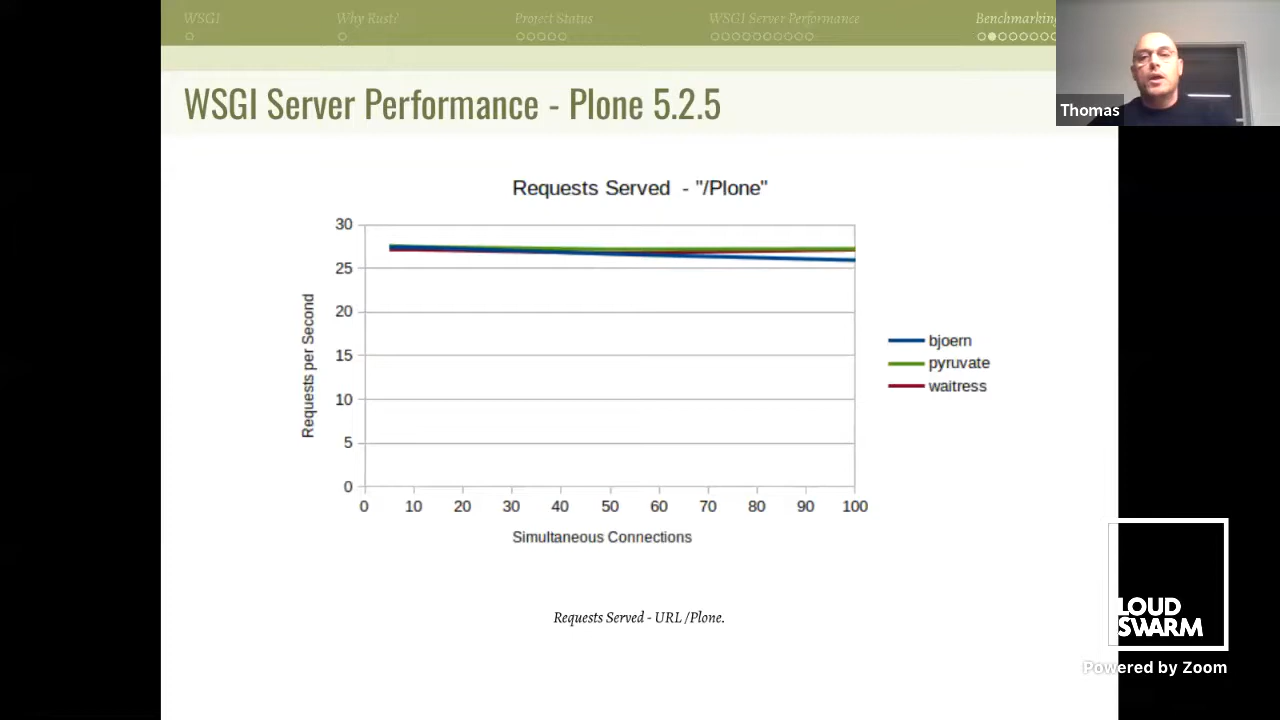 WSGI
Why Rust?
Project Status
WSGI Server Performance
Benchmarking
Thomas
WSGI Server Performance - Plone 5.2.5
Requests Served - "/Plone"
Requests per Second
30
25
20
15
10
5
0
0 10 20 30 40 50 60 70 80 90 100
Simultaneous Connections
bjoern
pyruvate
waitress
Requests Served - URL /Plone.
LOUD
SWARM
Powered by Zoom